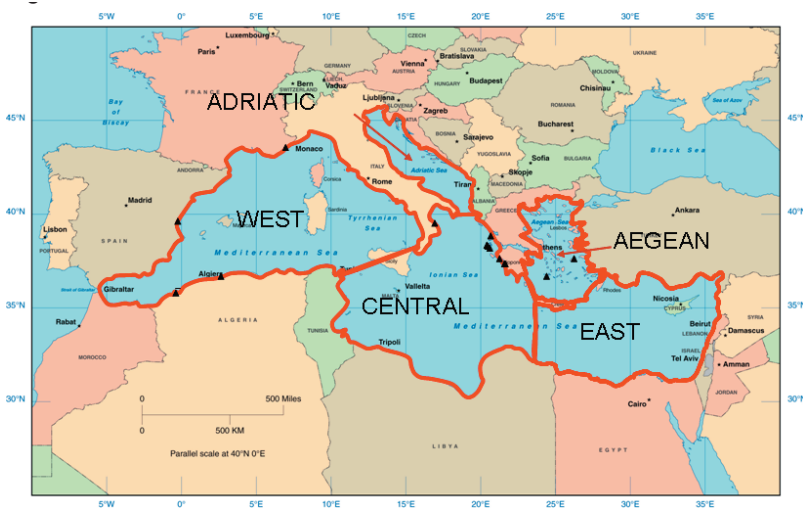 5°W 0° 5°E 10°E 15°E 20°E 25°E 30°E 35°E
Luxembourg
CZECH
SLOVAKIA
UKRAINE
Paris
GERMANY
Vienna
Bratislava
AUSTRIA
LIECH.
Vaduz
Bern
SWITZERLAND
HUNGARY
Budapest
MOLDOVA
Chisinau
FRANCE
ADRIATIC
Ljubljana
SLOVENIA
Zagreb
ROMANIA
Sea of Azov
Bay
of
Biscay
45°N
45°N
BOSNIA
Sarajevo
Bucharest
YUGOSLAVIA
Black Sea
Monaco
ANDORRA
ITALY
Adriatic Sea
Sofia
BULGARIA
Skopje
MACEDONIA
Corsica
Rome
ALBANIA
Madrid
40°N
40°N
WEST
Sardinia
Tyrrhenian
Sea
GREECE
Aegean Sea
Lesbos
Ankara
Lisbon
PORTUGAL
SPAIN
Mediterranean Sea
AEGEAN
Ionian
Sea
Gibraltar
Strait of Gibraltar
Rhodes
35°N
35°N
Valletta
MALTA
CENTRAL
Nicosia
CYPRUS
SYRIA
Rabat
ALGERIA
TUNISIA
Mediterranean Sea
EAST
Beirut
LEBANON
Damascus
MOROCCO
Tripoli
ISRAEL
Tel Aviv
Amman
JORDAN
30°N
30°N
0 500 Miles
0 500 KM
Cairo
Parallel scale at 40°N 0°E
LIBYA
EGYPT
5°W 0° 5°E 10°E 15°E 20°E 25°E 30°E 35°E